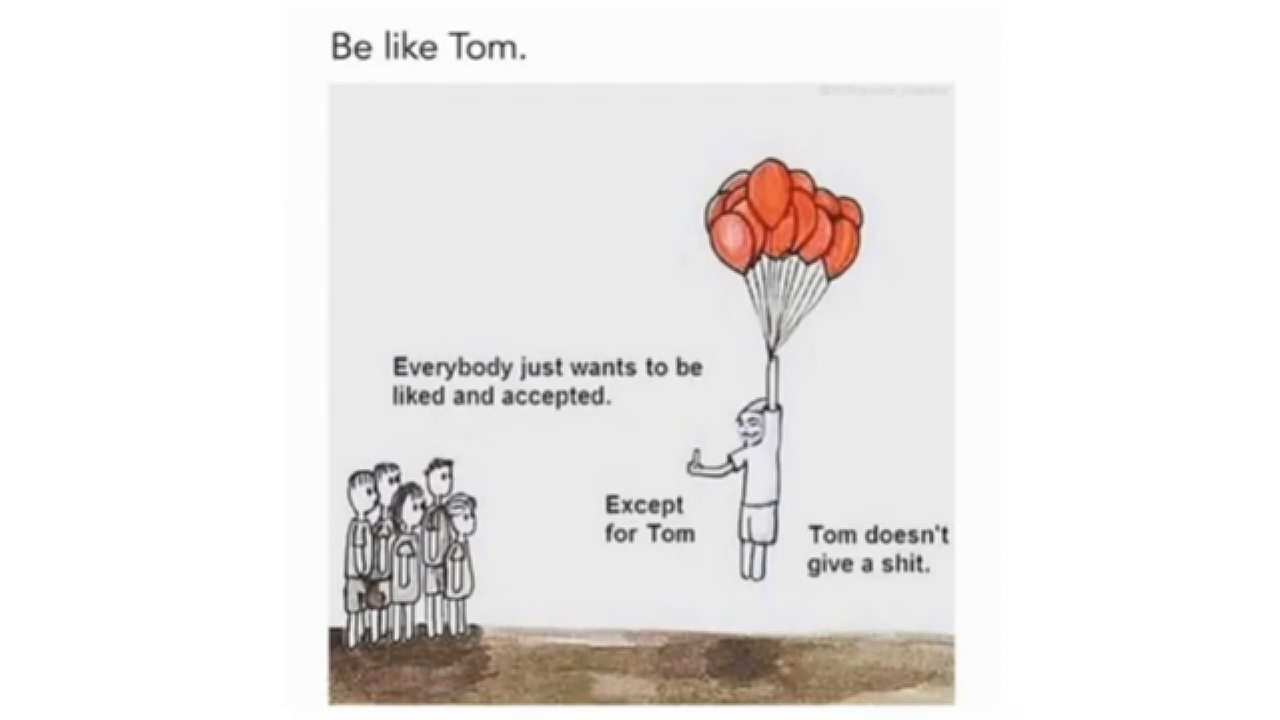 Be like Tom.
Everybody just wants to be
liked and accepted.
Except
for Tom
Tom doesn't
give a shit.